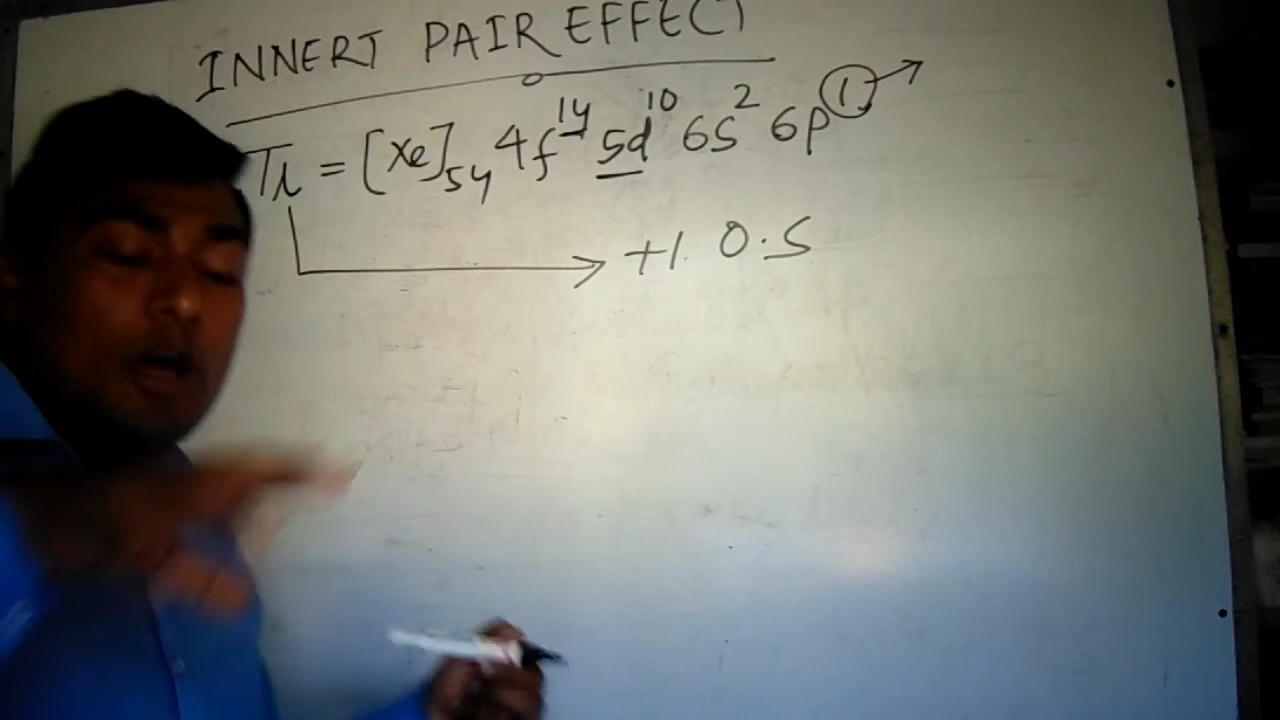 INNERT PAIR EFFECT
Tl = [Xe]₅₄ 4f¹⁴ 5d¹⁰ 6s² 6p¹
+1 O.S